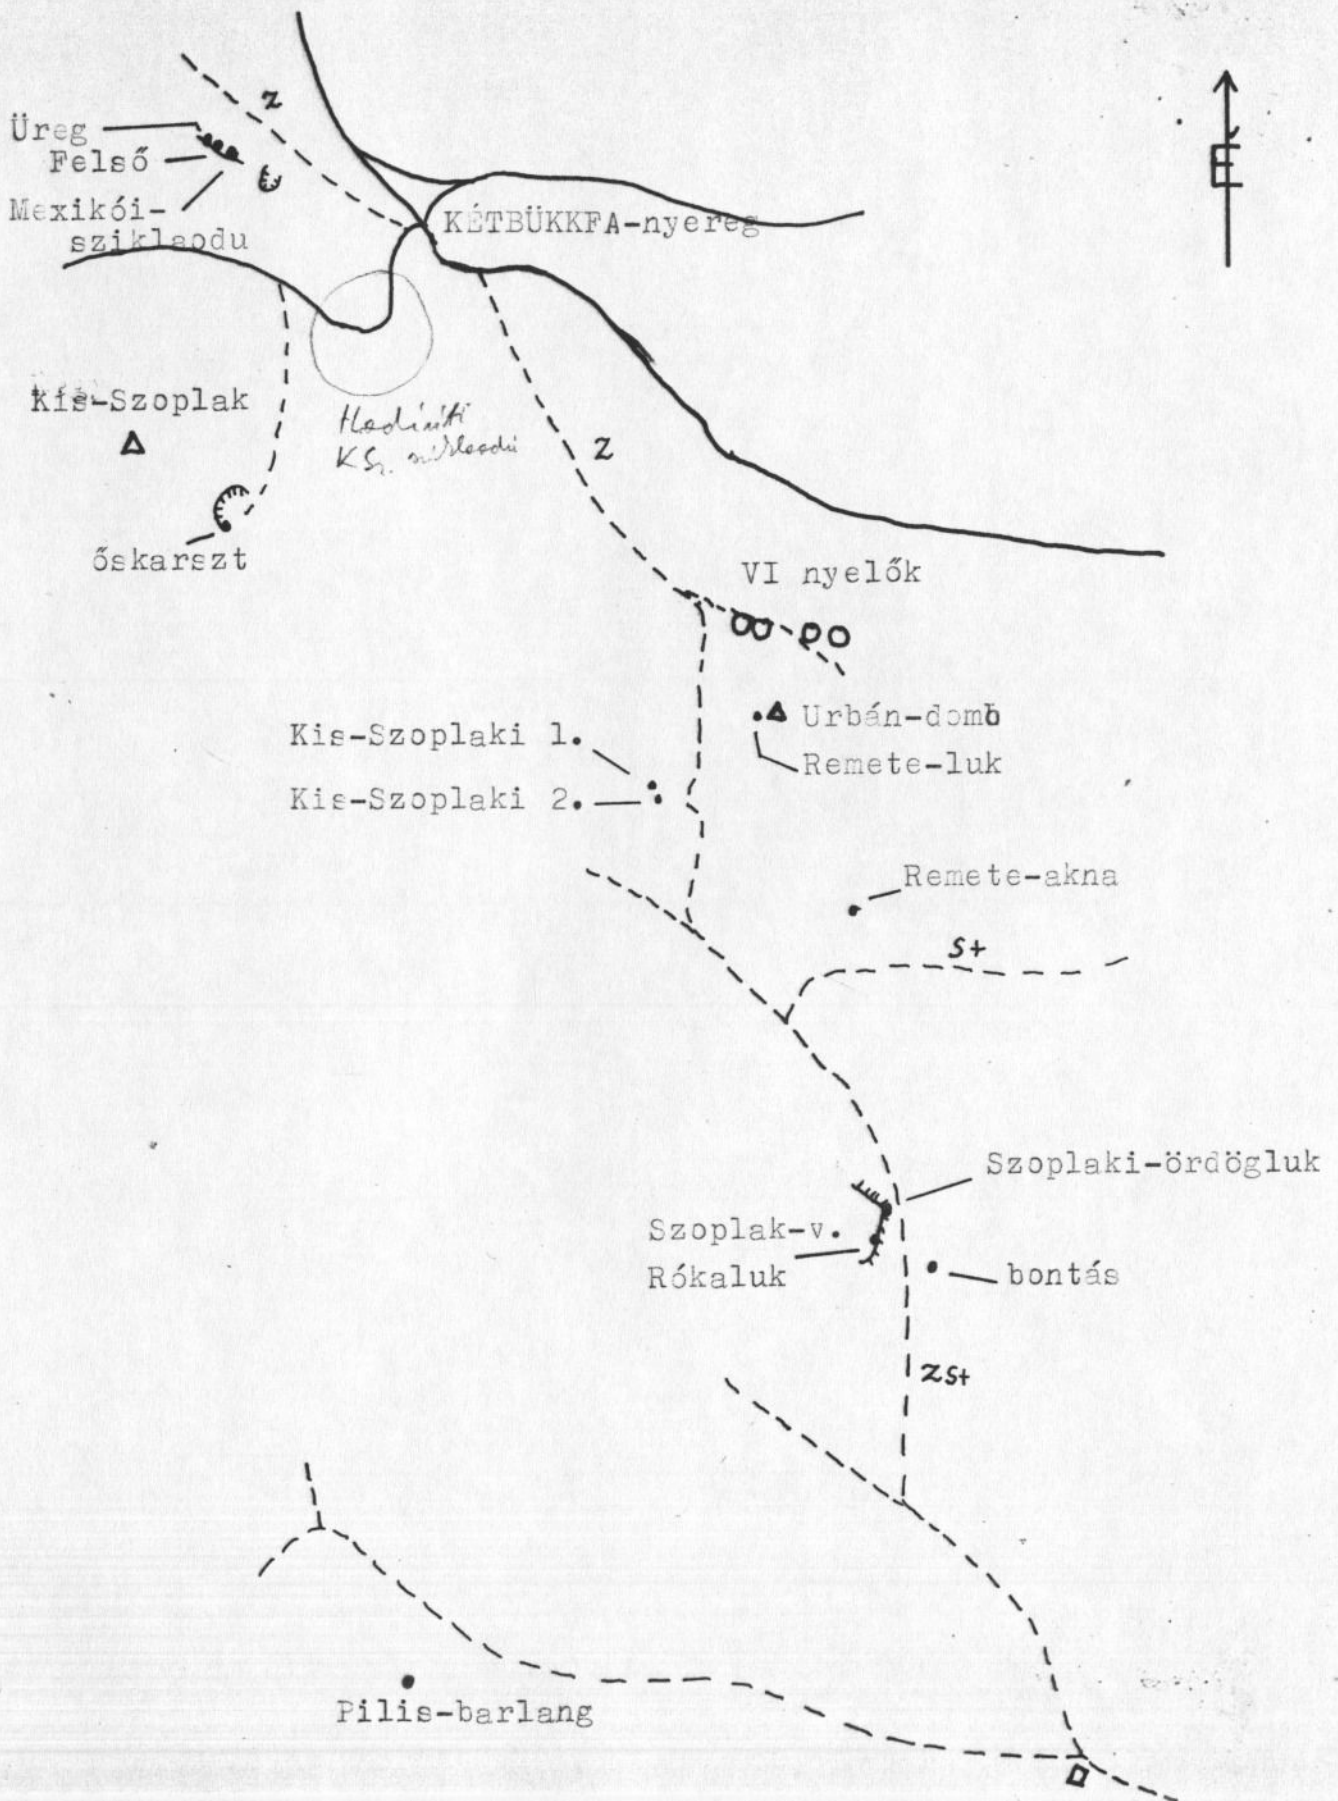 Z
Üreg
Felső
Mexikói-
sziklaodu
É
KÉTBÜKKFA-nyereg
Kis-Szoplak
Z
őskarszt
VI nyelők
Urbán-domb
Remete-luk
Kis-Szoplaki 1.
Kis-Szoplaki 2.
Remete-akna
S+
Szoplaki-ördögluk
Szoplak-v.
Rókaluk
bontás
ZS+
Pilis-barlang